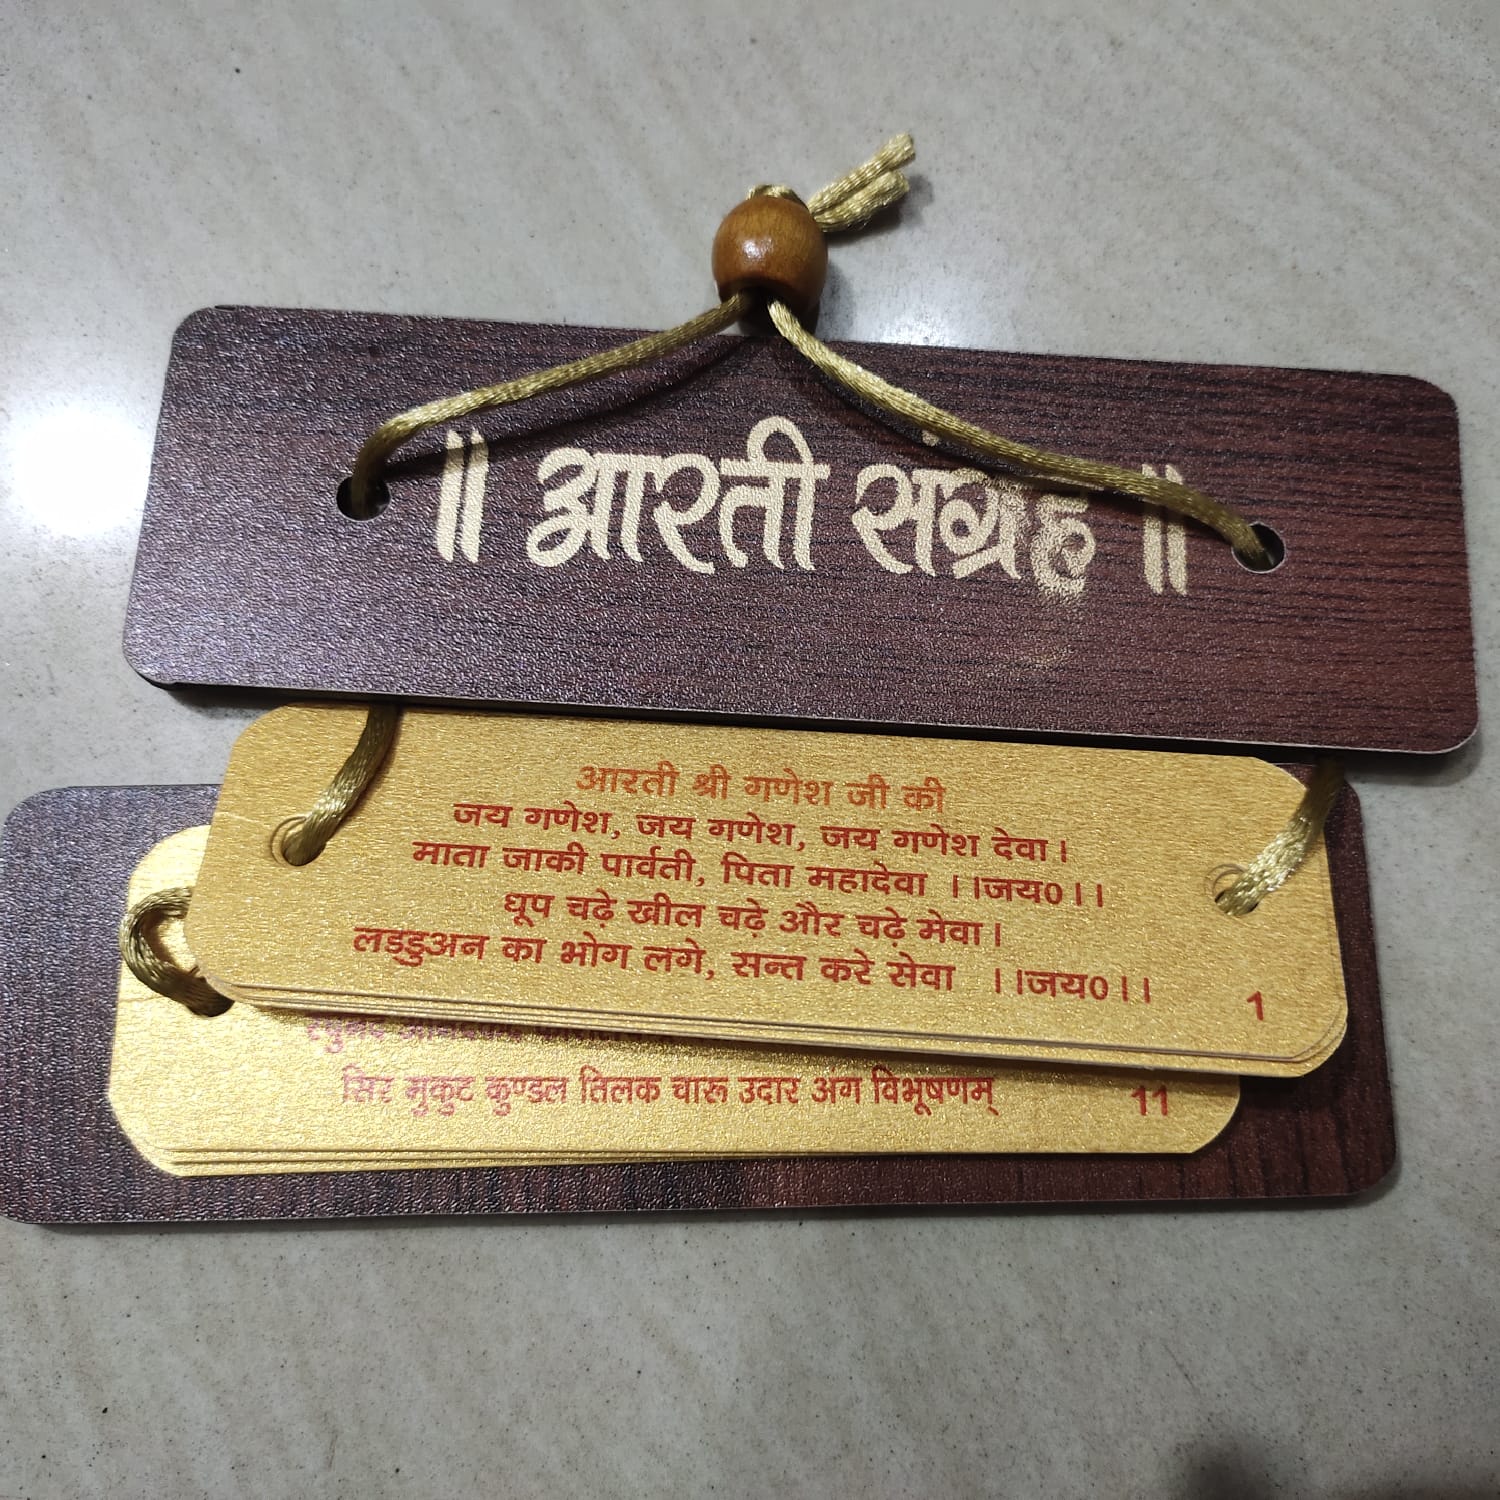 ॥ आरती संग्रह ॥
आरती श्री गणेश जी की
जय गणेश, जय गणेश, जय गणेश देवा।
माता जाकी पार्वती, पिता महादेवा ।।जय0।।
धूप चढ़े खील चढ़े और चढ़े मेवा।
लड्डुअन का भोग लगे, सन्त करे सेवा ।।जय0।।
1
सिर मुकुट कुण्डल तिलक चारू उदार अंग विभूषणम्
11